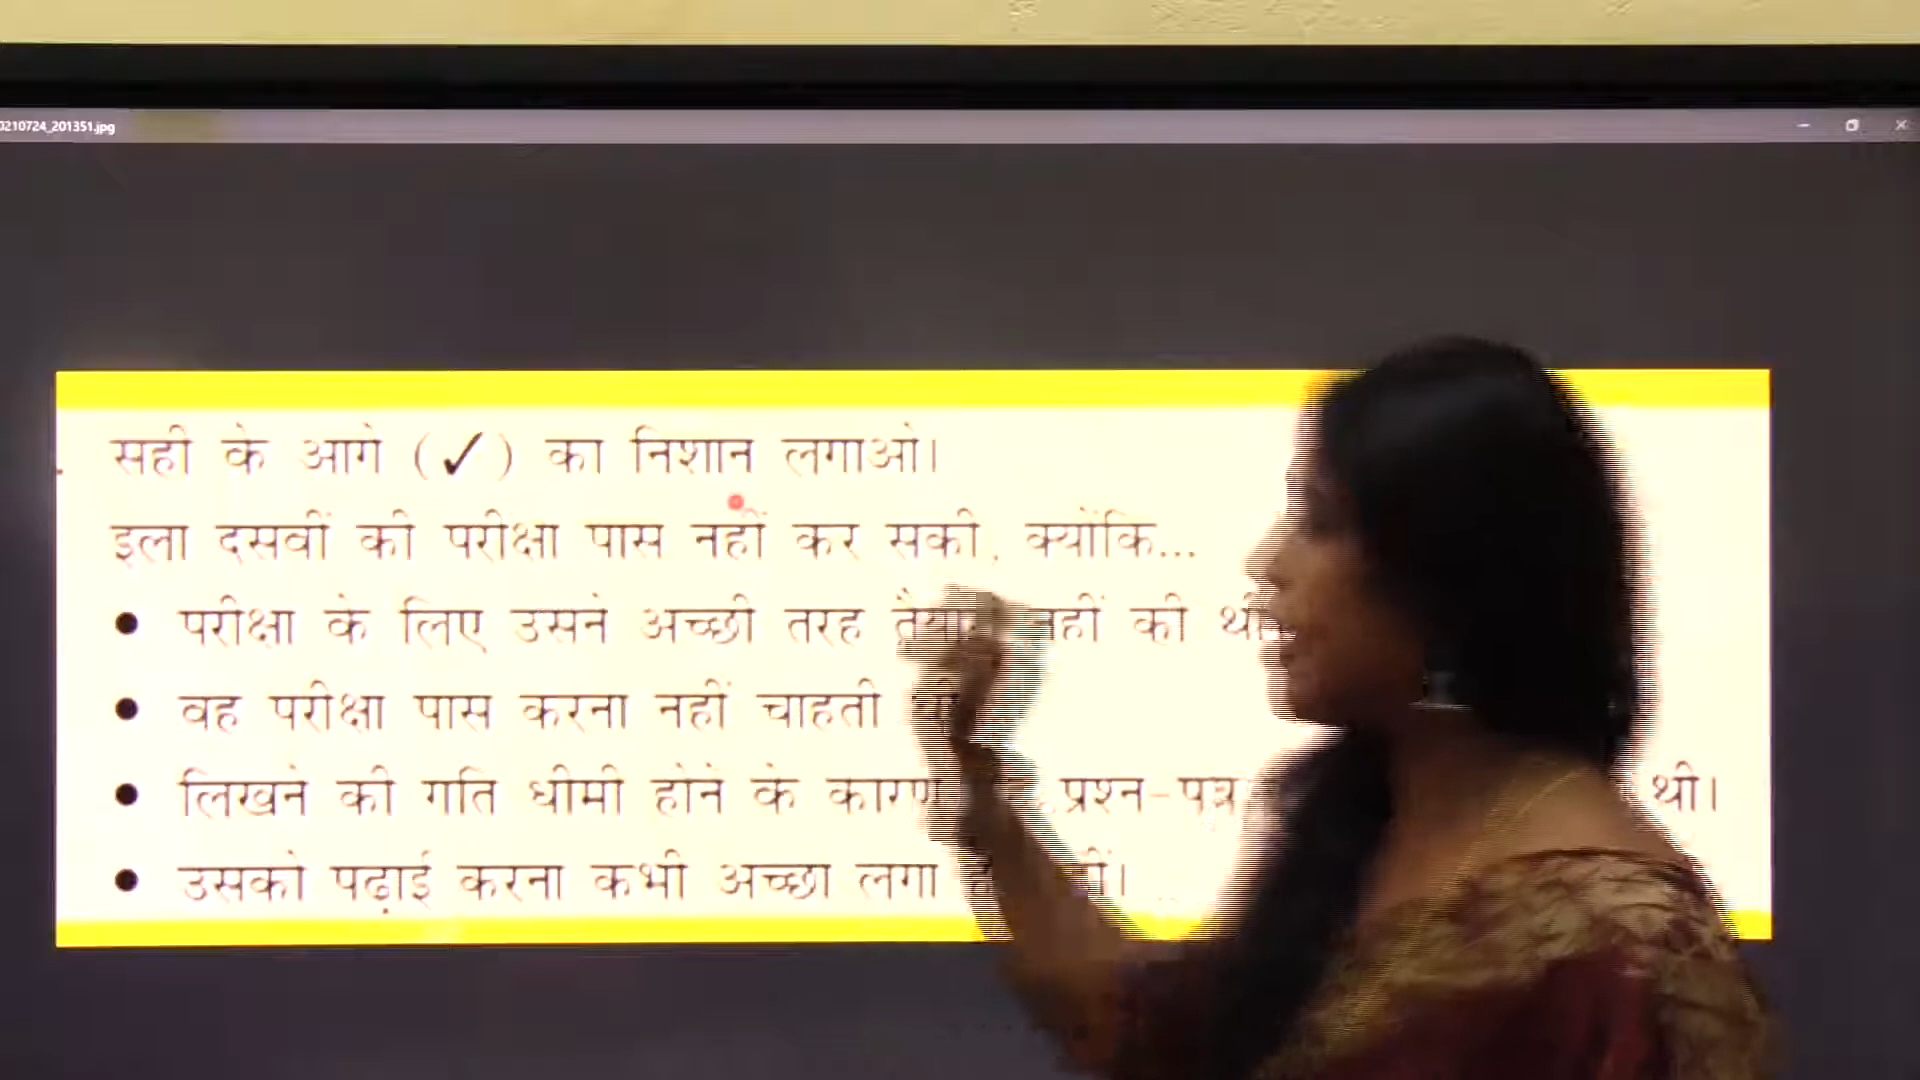 0210724_201351.jpg
. सही के आगे (✓) का निशान लगाओ।
इला दसवीं की परीक्षा पास नहीं कर सकी, क्योंकि...
● परीक्षा के लिए उसने अच्छी तरह नहीं की थी
● वह परीक्षा पास करना नहीं चाहती थी
● लिखने की गति धीमी होने के कारण प्रश्न-पत्र थी।
● उसको पढ़ाई करना कभी अच्छा लगा